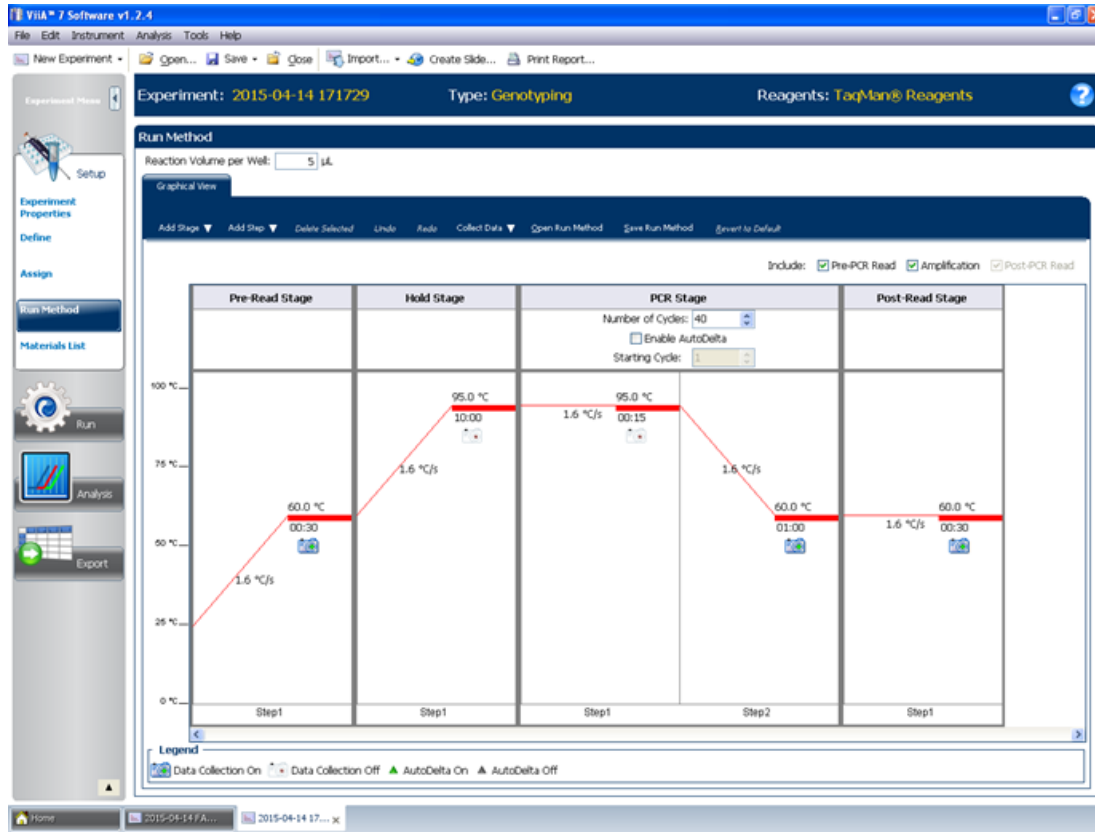 ViiA™ 7 Software v1.2.4
File Edit Instrument Analysis Tools Help
New Experiment Open... Save Close Import... Create Slide... Print Report...
Experiment Menu
Experiment: 2015-04-14 171729 Type: Genotyping Reagents: TaqMan® Reagents ?
Run Method
Reaction Volume per Well: 5 µL
Setup
Graphical View
Experiment
Properties
Add Stage Add Step Delete Selected Undo Redo Collect Data Open Run Method Save Run Method Revert to Default
Define
Include: Pre-PCR Read Amplification Post-PCR Read
Assign
Pre-Read Stage Hold Stage PCR Stage Post-Read Stage
Run Method
Number of Cycles: 40
Enable AutoDelta
Materials List
Starting Cycle: 1
100 °C
95.0 °C 95.0 °C
10:00 1.6 °C/s 00:15
Run
75 °C 1.6 °C/s 1.6 °C/s
Analysis
60.0 °C 60.0 °C 60.0 °C
00:30 01:00 1.6 °C/s 00:30
50 °C
Export
1.6 °C/s
25 °C
0 °C
Step1 Step1 Step1 Step2 Step1
Legend
Data Collection On Data Collection Off AutoDelta On AutoDelta Off
Home 2015-04-14 FA... 2015-04-14 17... x